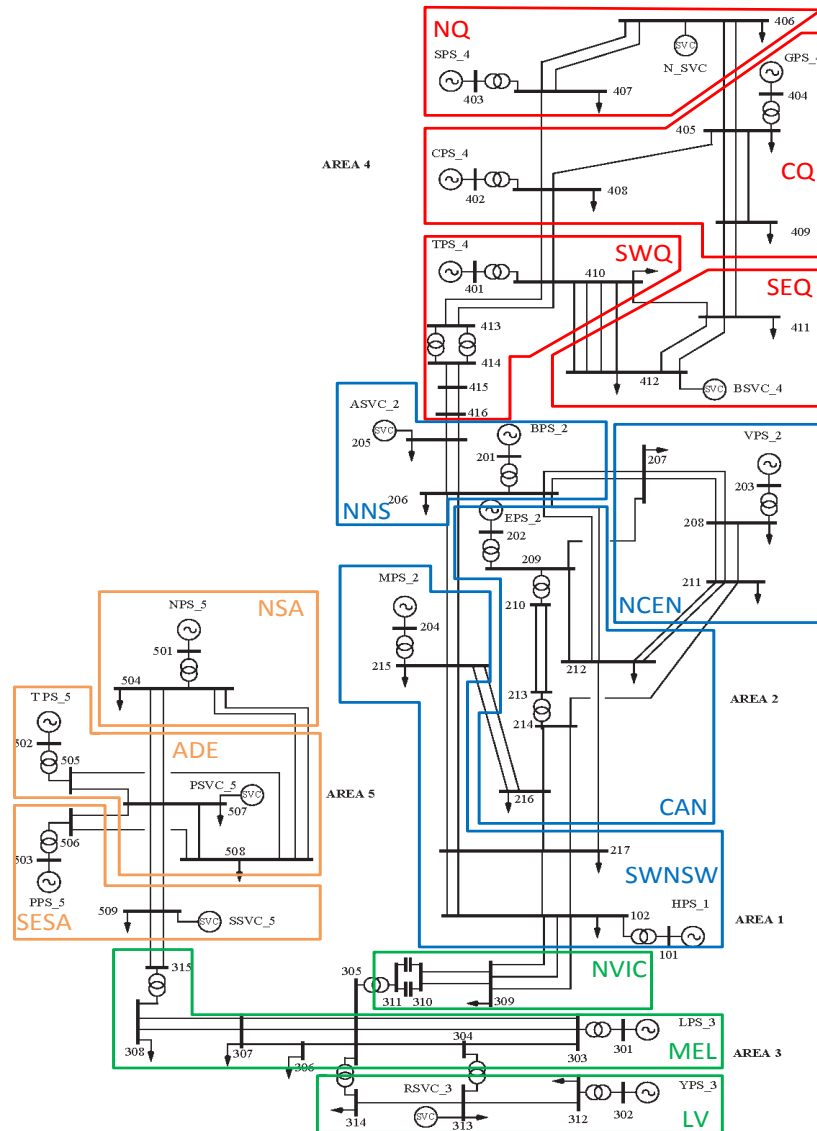 NQ
406
SPS_4
SVC
N_SVC
GPS_4
403
407
404
405
CPS_4
AREA 4
CQ
402
408
409
TPS_4
SWQ
410
SEQ
401
413
411
414
412
SVC
BSVC_4
415
416
ASVC_2
BPS_2
VPS_2
SVC
205
201
207
203
NNS
206
EPS_2
208
202
209
MPS_2
211
NCEN
210
NPS_5
NSA
204
501
215
212
504
213
AREA 2
TPS_5
214
ADE
502
505
PSVC_5
SVC
AREA 5
216
CAN
507
506
508
217
503
SWNSW
PPS_5
SSVC_5
102
HPS_1
SESA
509
SVC
AREA 1
101
NVIC
315
305
311
310
309
LPS_3
304
308
307
306
303
301
MEL
AREA 3
RSVC_3
YPS_3
SVC
314
313
312
302
LV